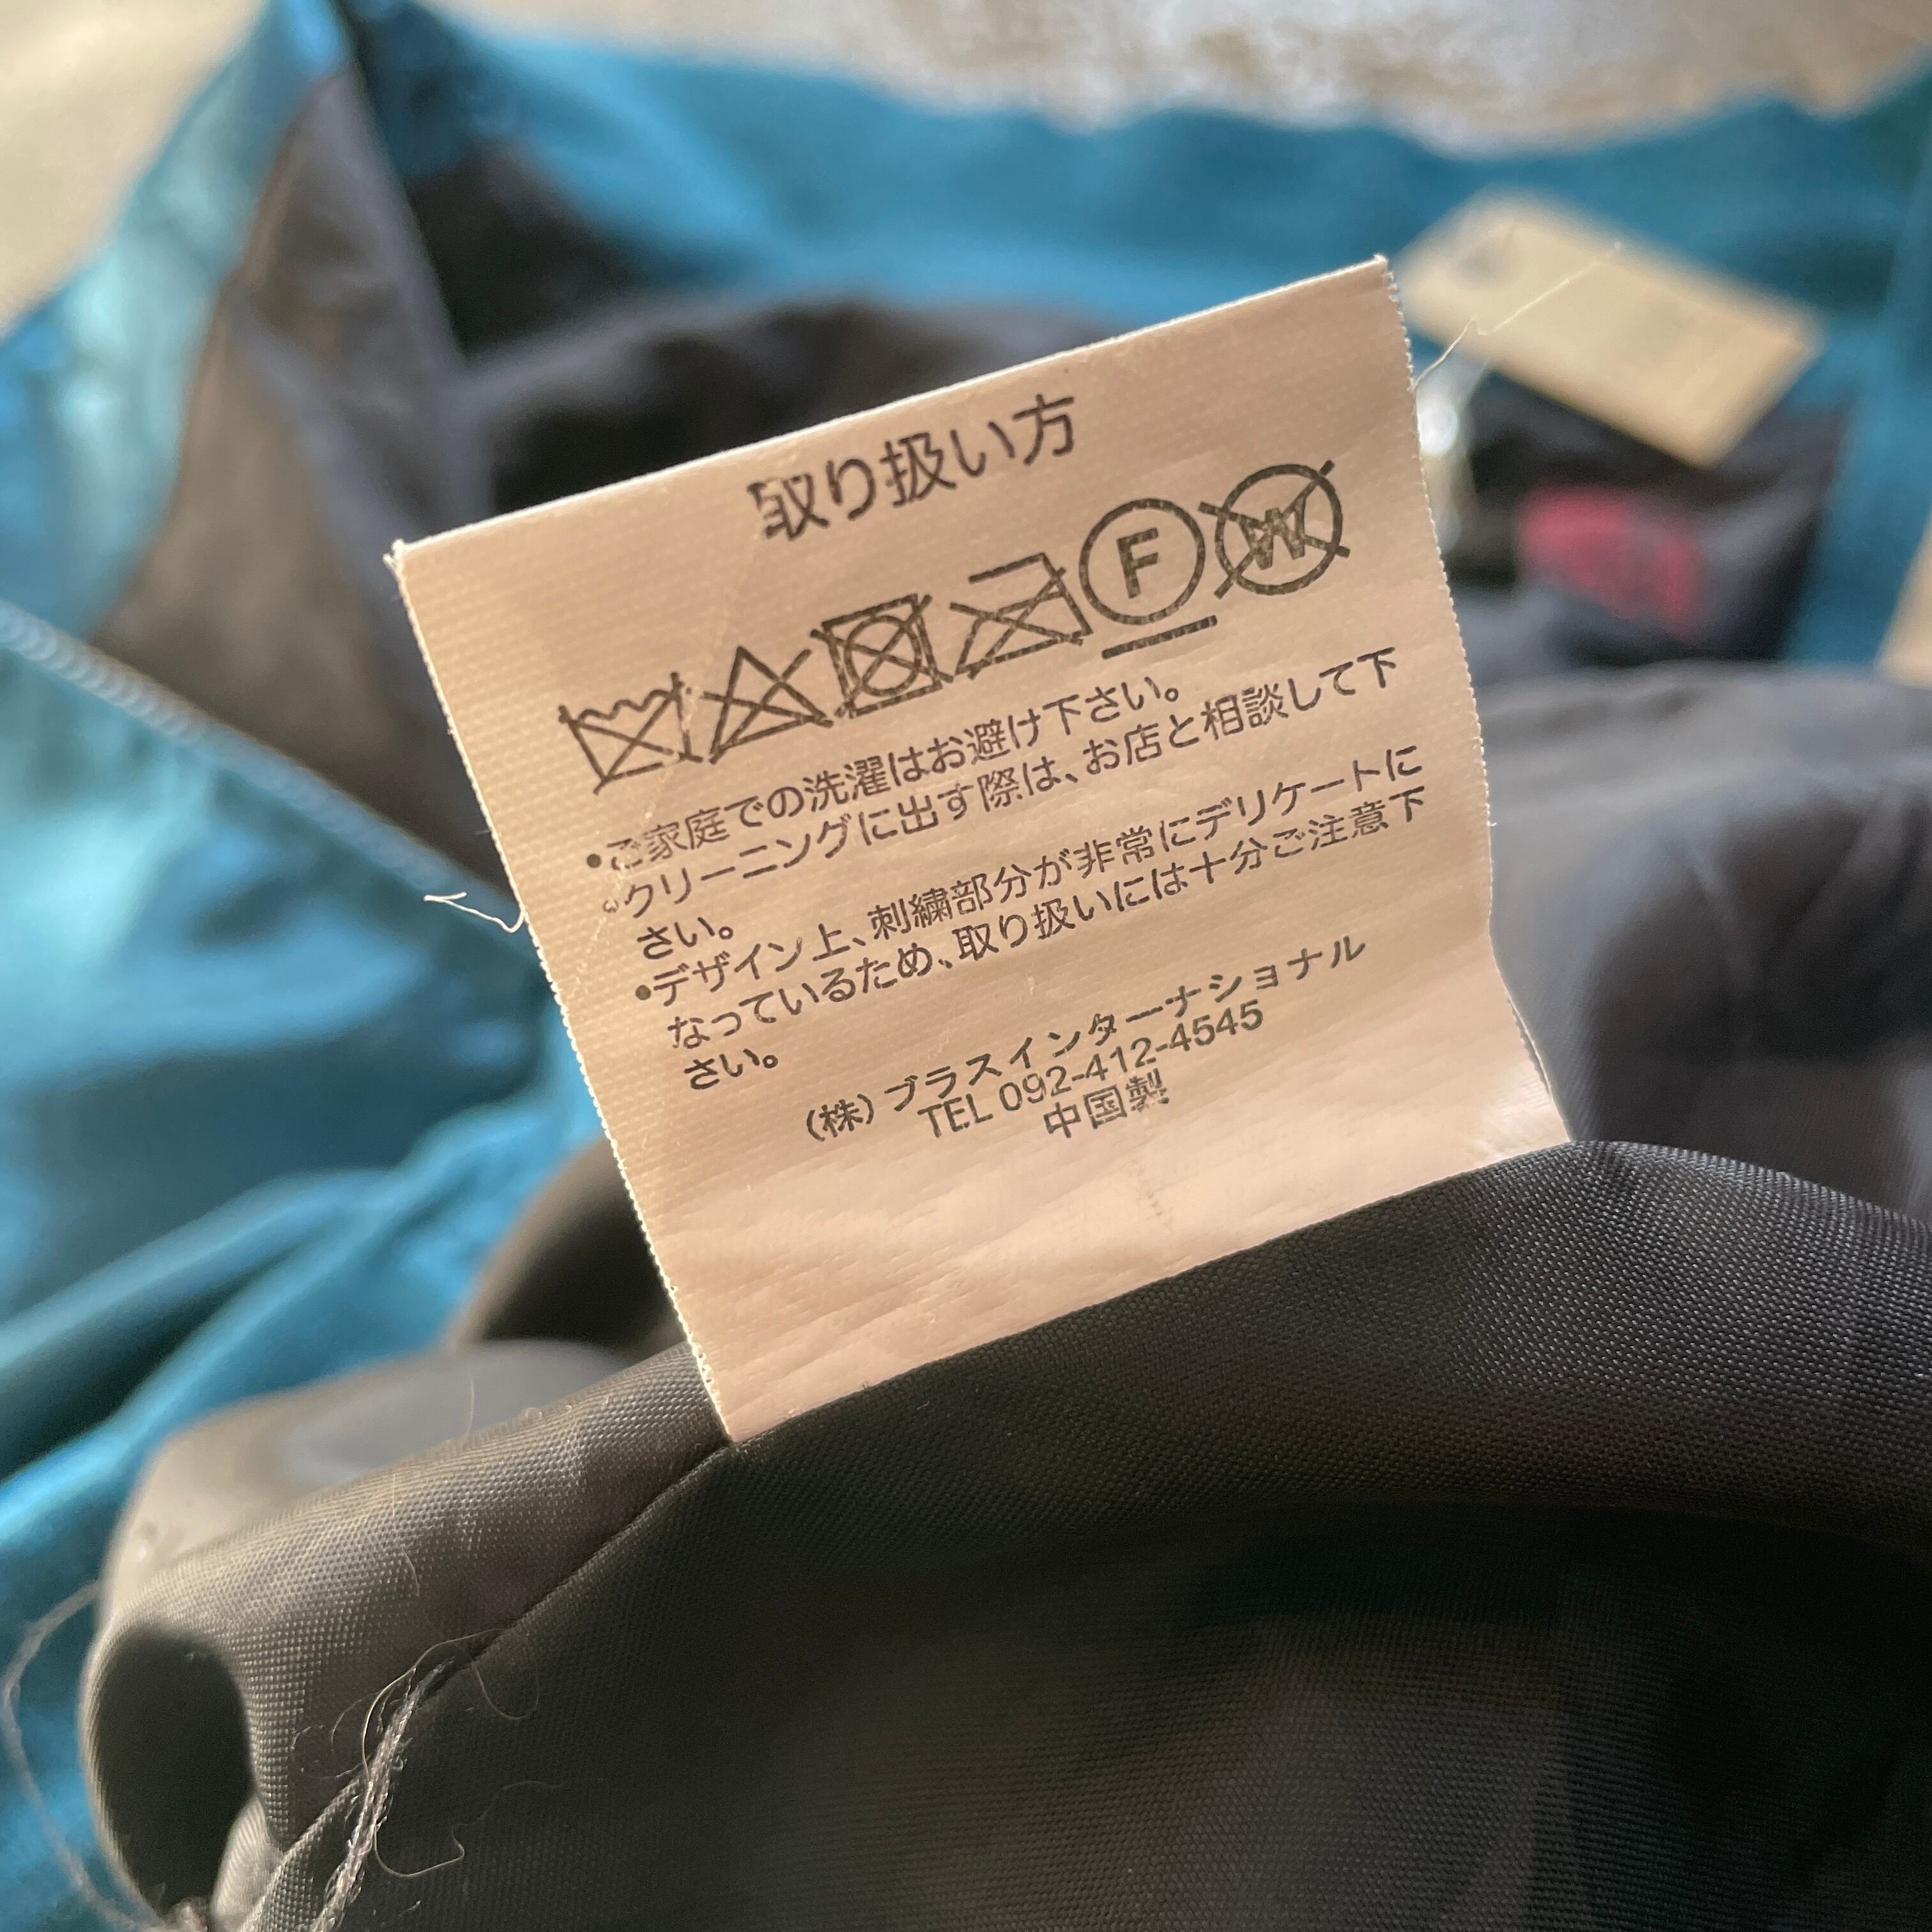 取り扱い方
F W
•ご家庭での洗濯はお避け下さい。
•クリーニングに出す際は、お店と相談して下
さい。
•デザイン上、刺繍部分が非常にデリケートに
なっているため、取り扱いには十分ご注意下
さい。
(株)ブラスインターナショナル
TEL 092-412-4545
中国製